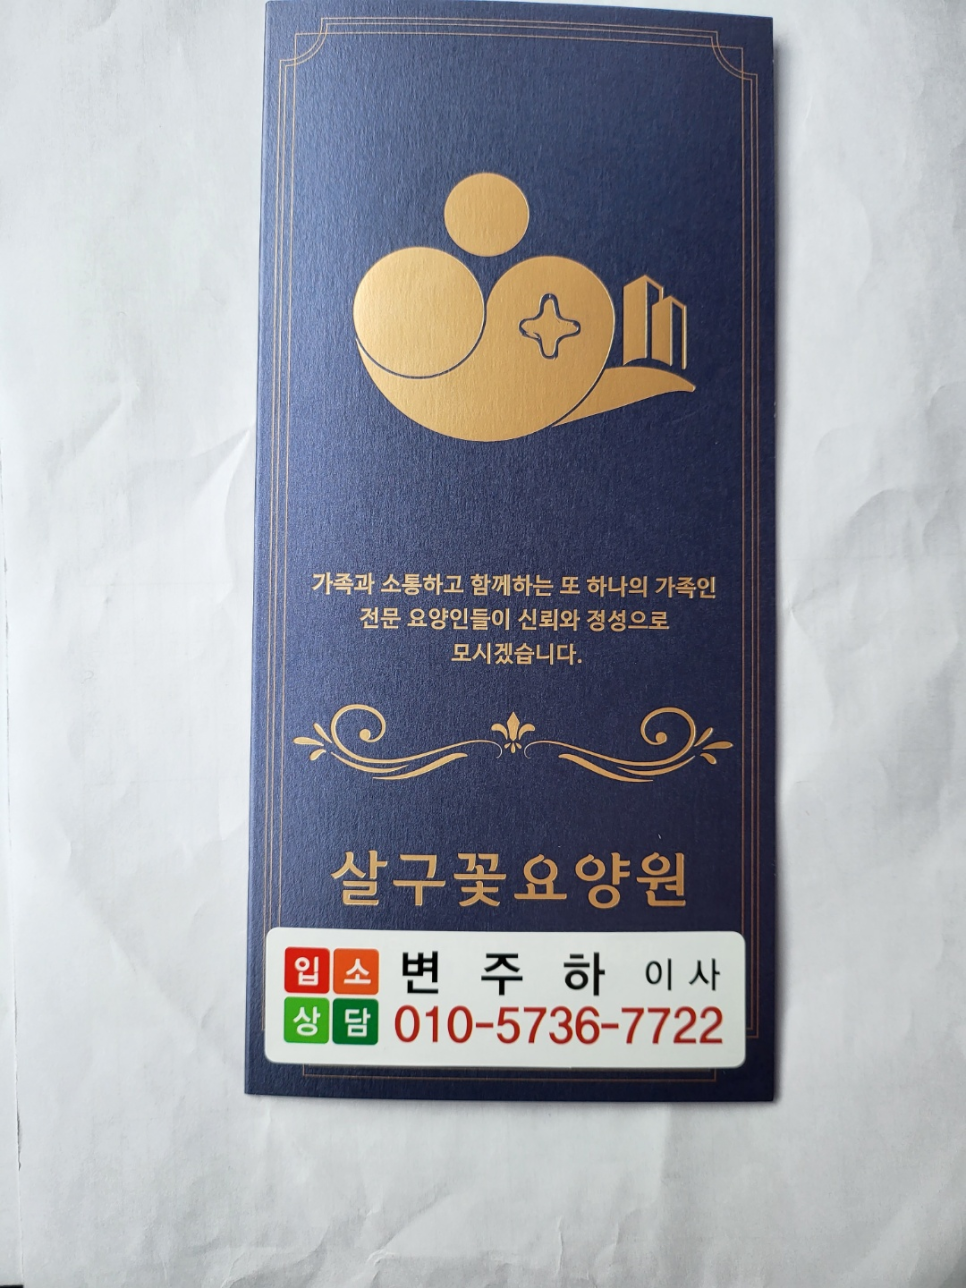 가족과 소통하고 함께하는 또 하나의 가족인
전문 요양인들이 신뢰와 정성으로
모시겠습니다.
살구꽃요양원
입소 변주하 이사
상담 010-5736-7722